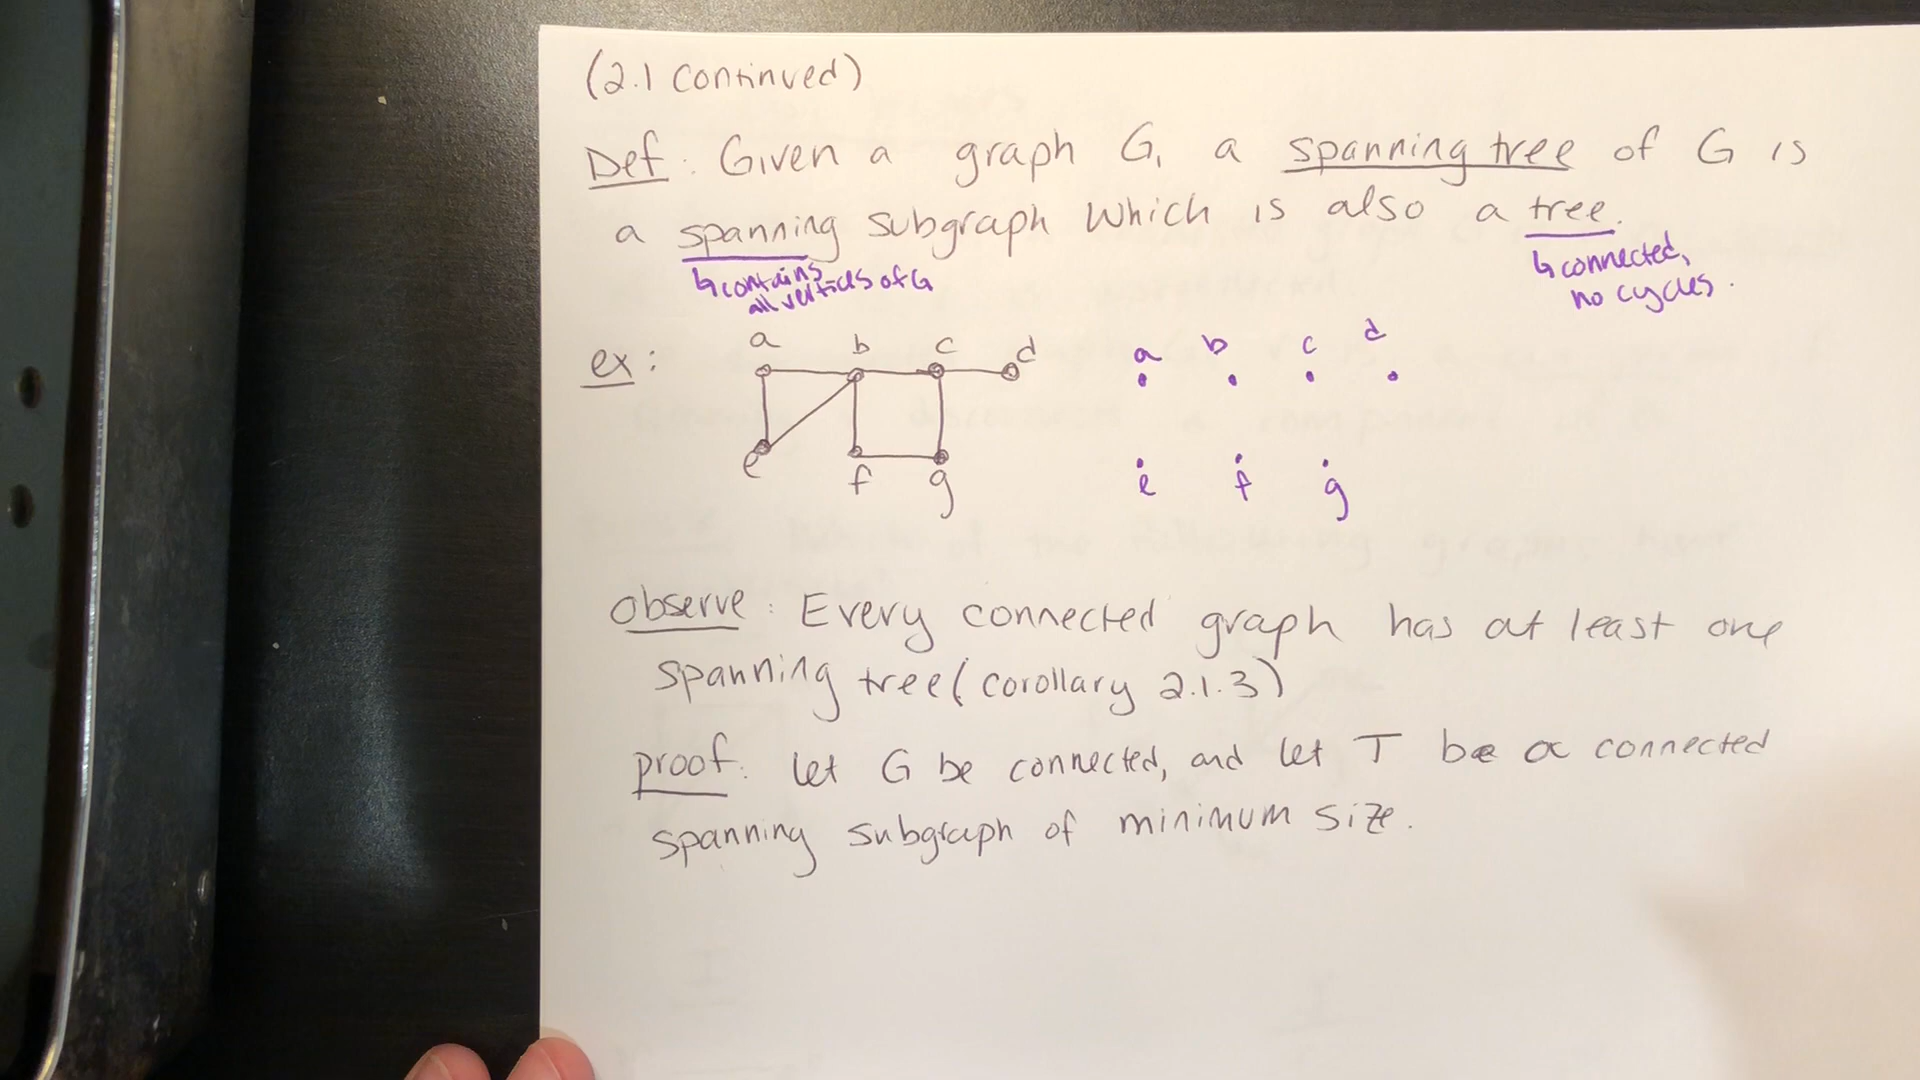 (2.1 continued)
Def: Given a graph G, a spanning tree of G is
a spanning subgraph which is also a tree.
↳ contains
all vertices of G
↳ connected,
no cycles.
ex:
a b c d
e f g
a b c d
e f g
Observe: Every connected graph has at least one
spanning tree (corollary 2.1.3)
proof: Let G be connected, and let T be a connected
spanning subgraph of minimum size.